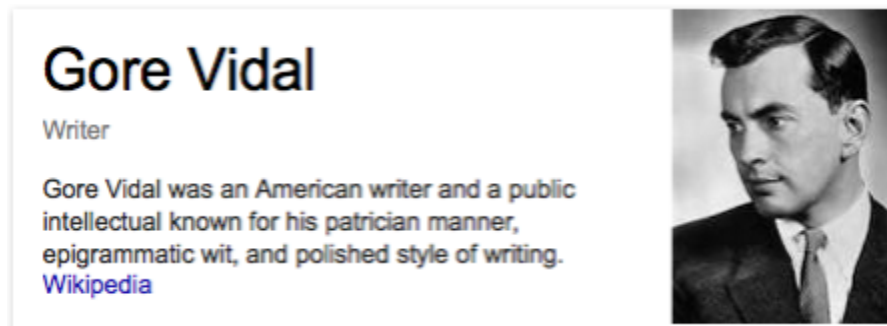 Gore Vidal
Writer
Gore Vidal was an American writer and a public
intellectual known for his patrician manner,
epigrammatic wit, and polished style of writing.
Wikipedia